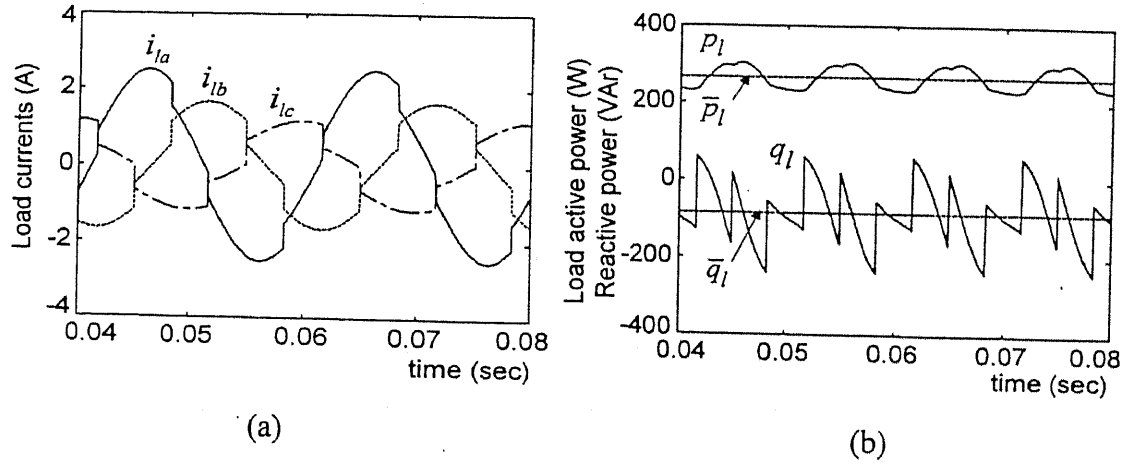 4
2
0
-2
-4
Load currents (A)
i_la
i_lb
i_lc
0.04
0.05
0.06
0.07
0.08
time (sec)
(a)
400
200
0
-200
-400
Load active power (W)
Reactive power (VAr)
p_l
p̅_l
q_l
q̅_l
0.04
0.05
0.06
0.07
0.08
time (sec)
(b)